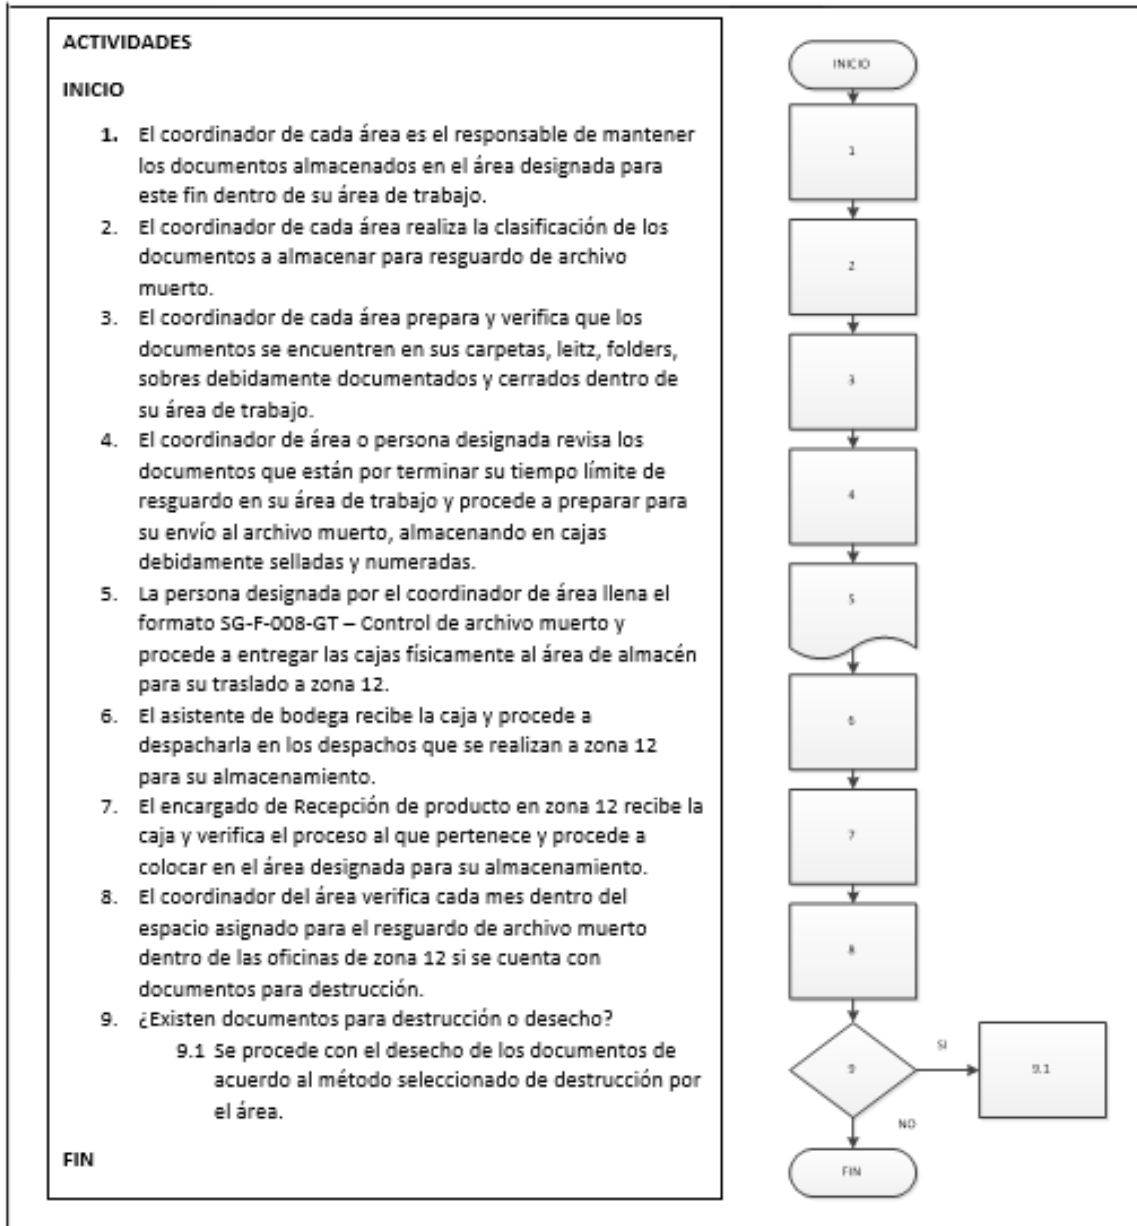 ACTIVIDADES
INICIO
1. El coordinador de cada área es el responsable de mantener
los documentos almacenados en el área designada para
este fin dentro de su área de trabajo.
2. El coordinador de cada área realiza la clasificación de los
documentos a almacenar para resguardo de archivo
muerto.
3. El coordinador de cada área prepara y verifica que los
documentos se encuentren en sus carpetas, leitz, folders,
sobres debidamente documentados y cerrados dentro de
su área de trabajo.
4. El coordinador de área o persona designada revisa los
documentos que están por terminar su tiempo límite de
resguardo en su área de trabajo y procede a preparar para
su envío al archivo muerto, almacenando en cajas
debidamente selladas y numeradas.
5. La persona designada por el coordinador de área llena el
formato SG-F-008-GT – Control de archivo muerto y
procede a entregar las cajas físicamente al área de almacén
para su traslado a zona 12.
6. El asistente de bodega recibe la caja y procede a
despacharla en los despachos que se realizan a zona 12
para su almacenamiento.
7. El encargado de Recepción de producto en zona 12 recibe la
caja y verifica el proceso al que pertenece y procede a
colocar en el área designada para su almacenamiento.
8. El coordinador del área verifica cada mes dentro del
espacio asignado para el resguardo de archivo muerto
dentro de las oficinas de zona 12 si se cuenta con
documentos para destrucción.
9. ¿Existen documentos para destrucción o desecho?
9.1 Se procede con el desecho de los documentos de
acuerdo al método seleccionado de destrucción por
el área.
FIN
INICIO
1
2
3
4
5
6
7
8
9
SI
9.1
NO
FIN